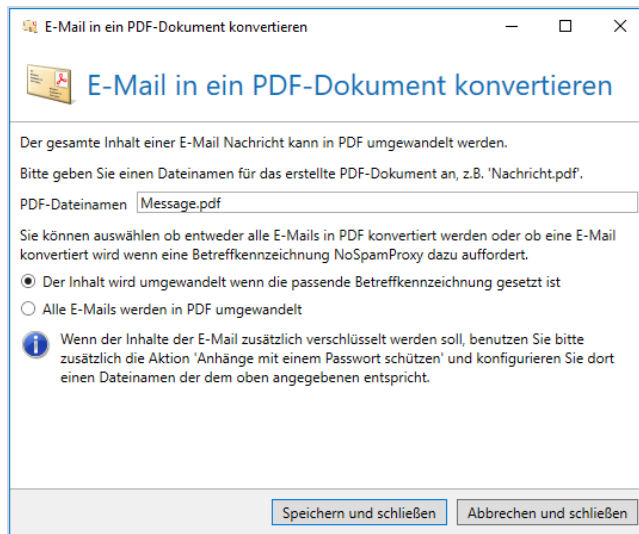 E-Mail in ein PDF-Dokument konvertieren
E-Mail in ein PDF-Dokument konvertieren
Der gesamte Inhalt einer E-Mail Nachricht kann in PDF umgewandelt werden.
Bitte geben Sie einen Dateinamen für das erstellte PDF-Dokument an, z.B. 'Nachricht.pdf'.
PDF-Dateinamen Message.pdf
Sie können auswählen ob entweder alle E-Mails in PDF konvertiert werden oder ob eine E-Mail
konvertiert wird wenn eine Betreffkennzeichnung NoSpamProxy dazu auffordert.
Der Inhalt wird umgewandelt wenn die passende Betreffkennzeichnung gesetzt ist
Alle E-Mails werden in PDF umgewandelt
Wenn der Inhalte der E-Mail zusätzlich verschlüsselt werden soll, benutzen Sie bitte
zusätzlich die Aktion 'Anhänge mit einem Passwort schützen' und konfigurieren Sie dort
einen Dateinamen der dem oben angegebenen entspricht.
Speichern und schließen Abbrechen und schließen